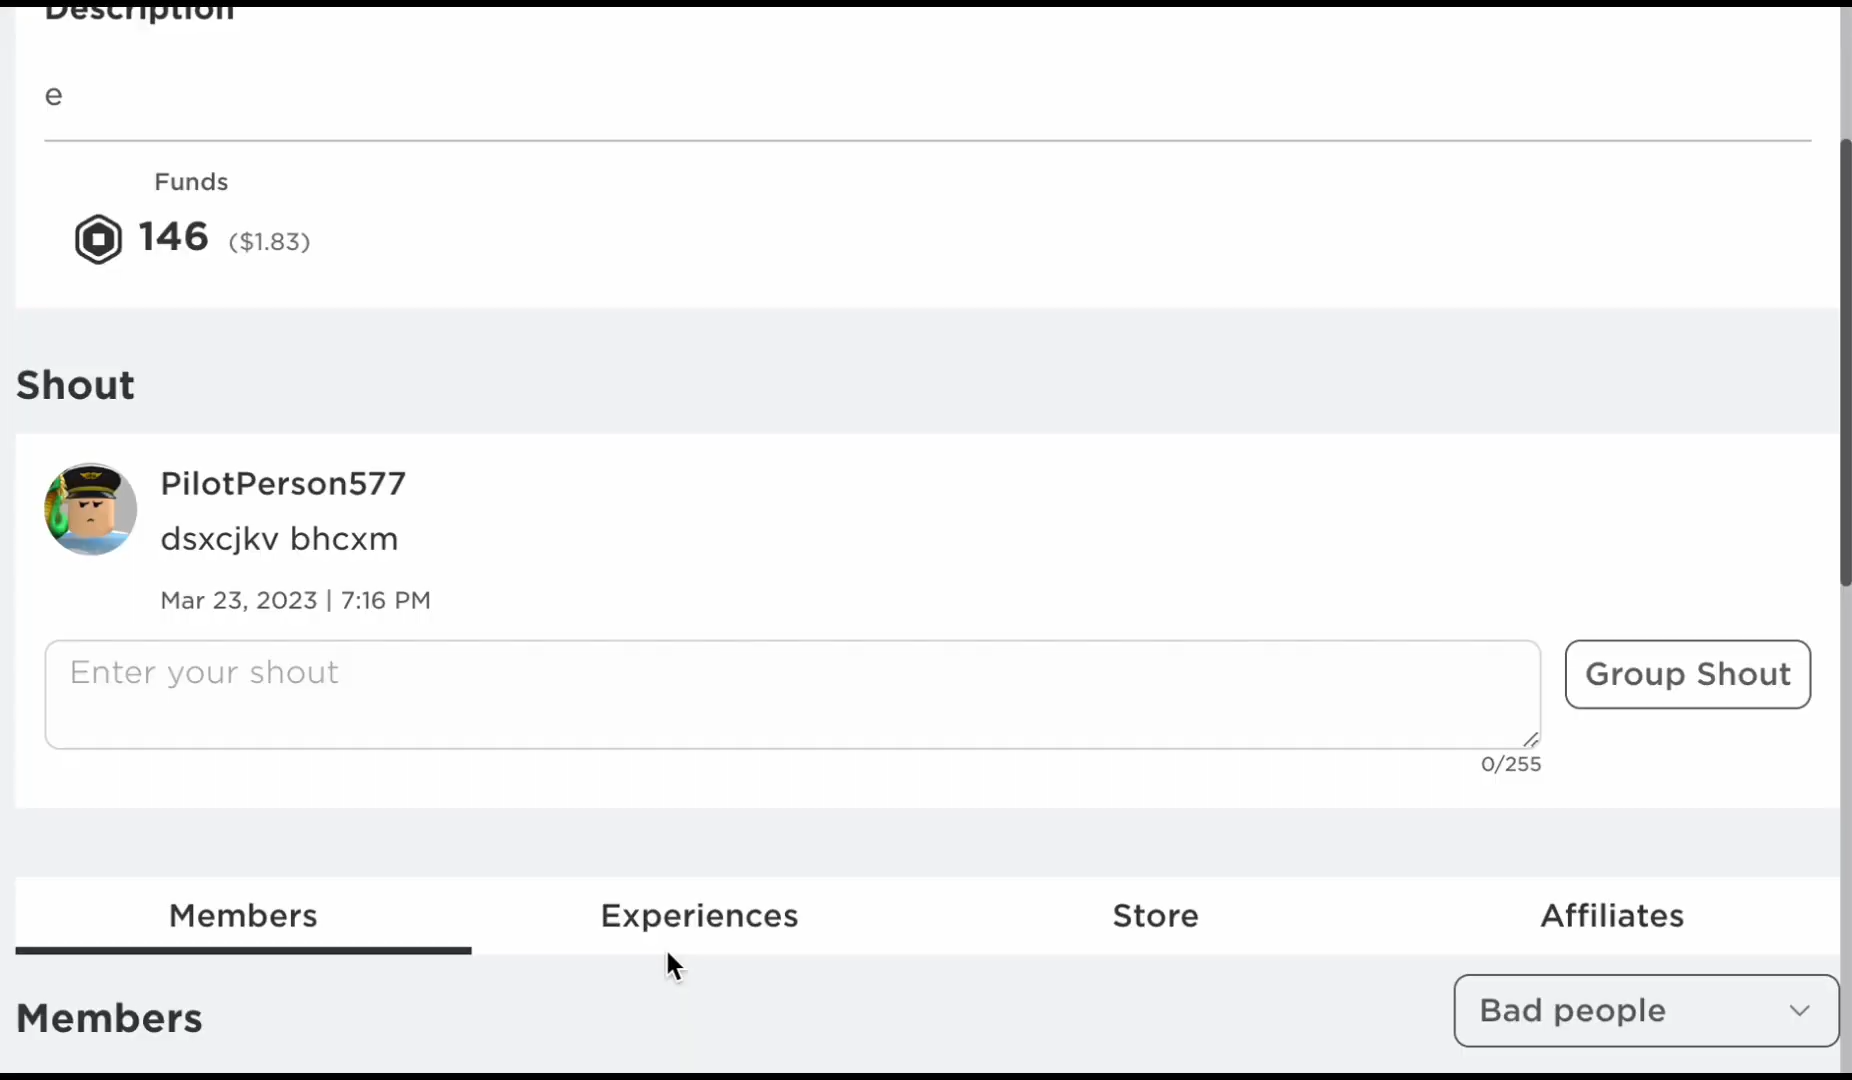 Description
e
Funds
146 ($1.83)
Shout
PilotPerson577
dsxcjkv bhcxm
Mar 23, 2023 | 7:16 PM
Enter your shout
Group Shout
0/255
Members Experiences Store Affiliates
Members
Bad people